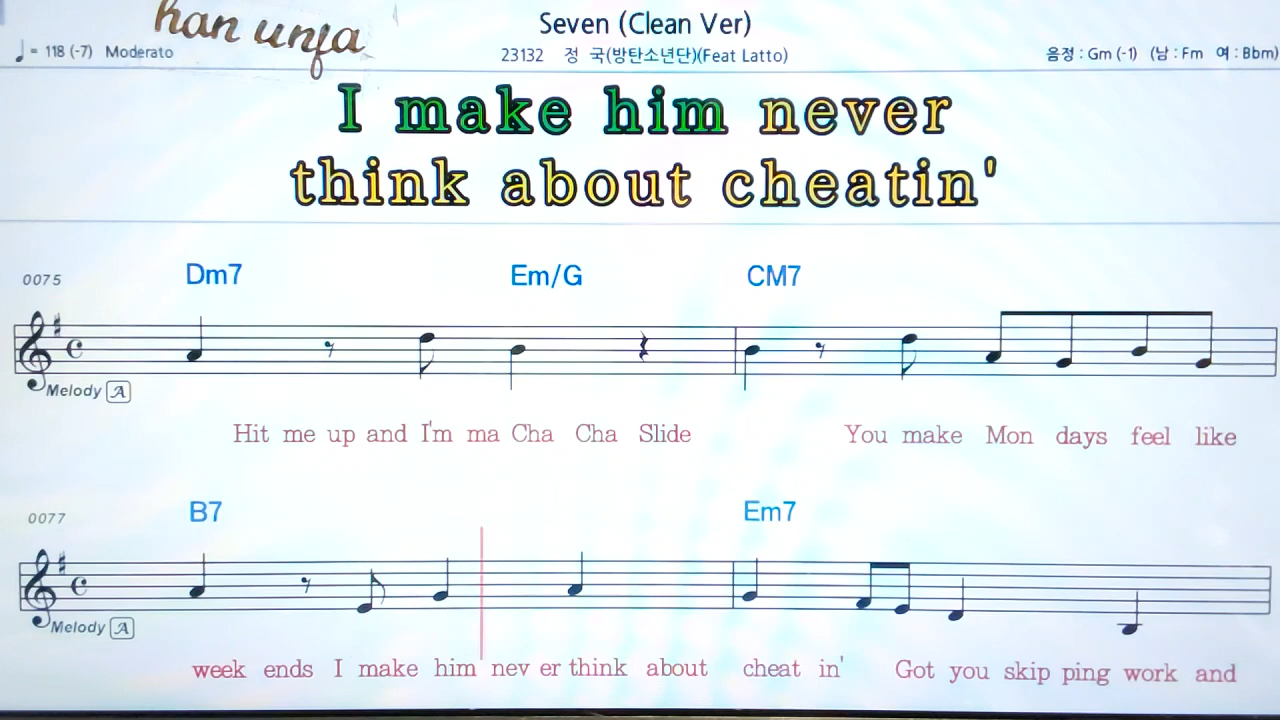 han unja
Seven (Clean Ver)
♩= 118 (-7) Moderato
23132 정 국(방탄소년단)(Feat Latto)
음정 : Gm (-1) (남 : Fm 여 : Bbm)
I make him never
think about cheatin'
0075
Dm7 Em/G CM7
Melody A
Hit me up and I'm ma Cha Cha Slide You make Mon days feel like
0077
B7 Em7
Melody A
week ends I make him nev er think about cheat in' Got you skip ping work and